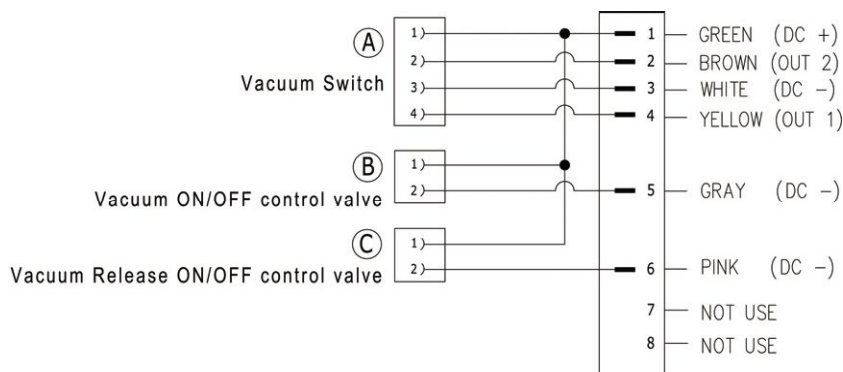 A 1) 1 GREEN (DC +)
2) 2 BROWN (OUT 2)
Vacuum Switch 3) 3 WHITE (DC -)
4) 4 YELLOW (OUT 1)
B 1)
Vacuum ON/OFF control valve 2) 5 GRAY (DC -)
C 1)
Vacuum Release ON/OFF control valve 2) 6 PINK (DC -)
7 NOT USE
8 NOT USE